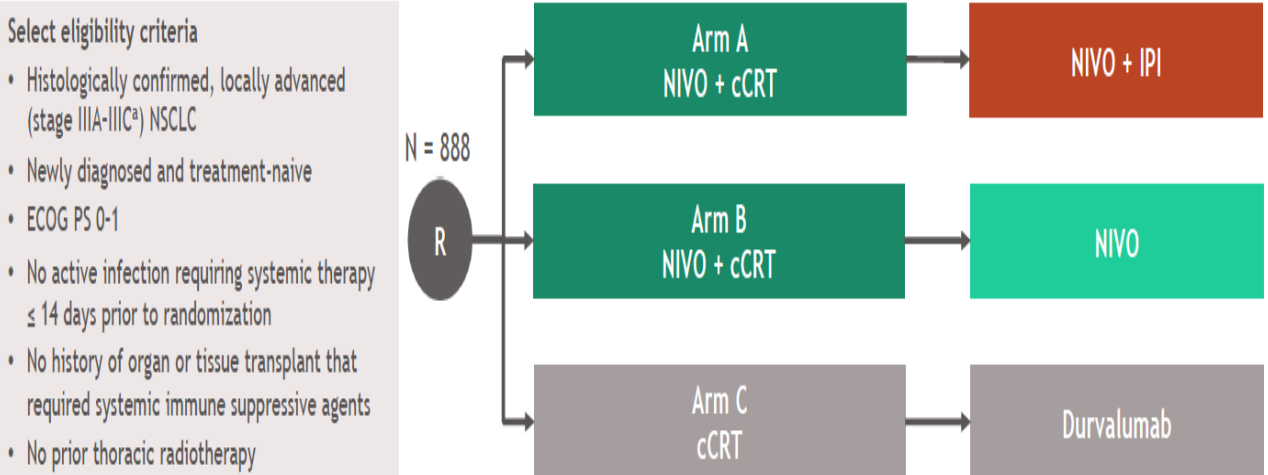 Select eligibility criteria
• Histologically confirmed, locally advanced
(stage IIIA-IIICᵃ) NSCLC
• Newly diagnosed and treatment-naive
• ECOG PS 0-1
• No active infection requiring systemic therapy
≤ 14 days prior to randomization
• No history of organ or tissue transplant that
required systemic immune suppressive agents
• No prior thoracic radiotherapy
N = 888
R
Arm A
NIVO + cCRT
NIVO + IPI
Arm B
NIVO + cCRT
NIVO
Arm C
cCRT
Durvalumab